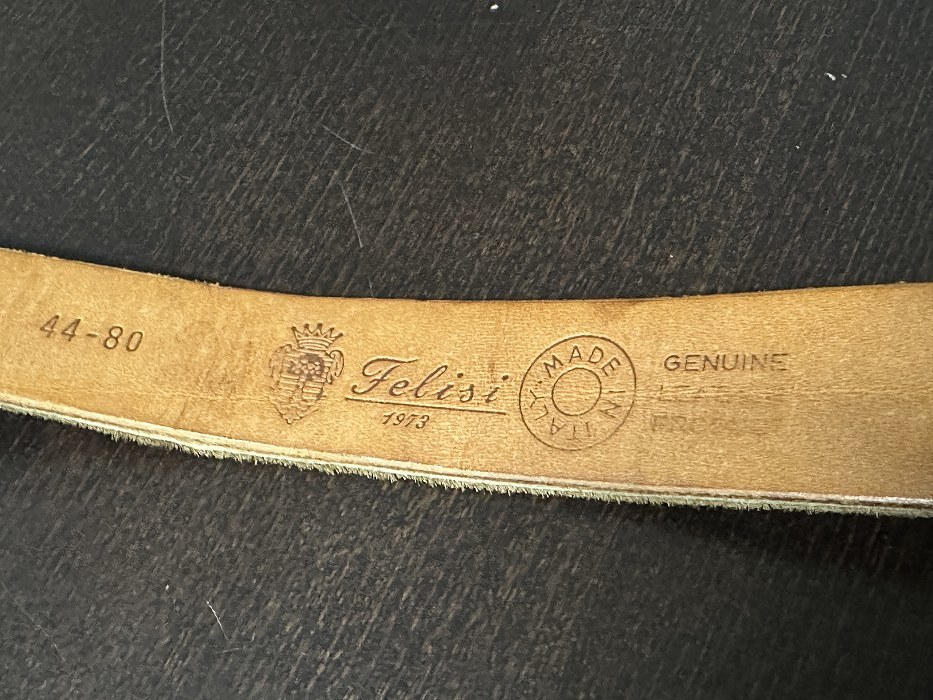 44-80
Felisi
1973
MADE IN ITALY
GENUINE